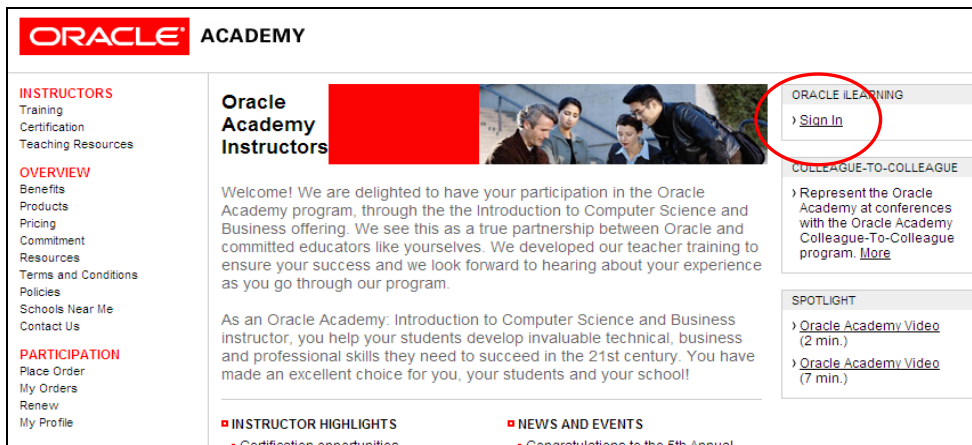 ORACLE ACADEMY
INSTRUCTORS
Training
Certification
Teaching Resources
OVERVIEW
Benefits
Products
Pricing
Commitment
Resources
Terms and Conditions
Policies
Schools Near Me
Contact Us
PARTICIPATION
Place Order
My Orders
Renew
My Profile
Oracle
Academy
Instructors
Welcome! We are delighted to have your participation in the Oracle
Academy program, through the the Introduction to Computer Science and
Business offering. We see this as a true partnership between Oracle and
committed educators like yourselves. We developed our teacher training to
ensure your success and we look forward to hearing about your experience
as you go through our program.
As an Oracle Academy: Introduction to Computer Science and Business
instructor, you help your students develop invaluable technical, business
and professional skills they need to succeed in the 21st century. You have
made an excellent choice for you, your students and your school!
INSTRUCTOR HIGHLIGHTS
Certification opportunities
NEWS AND EVENTS
Congratulations to the 5th Annual
ORACLE iLEARNING
Sign In
COLLEAGUE-TO-COLLEAGUE
Represent the Oracle
Academy at conferences
with the Oracle Academy
Colleague-To-Colleague
program. More
SPOTLIGHT
Oracle Academy Video
(2 min.)
Oracle Academy Video
(7 min.)